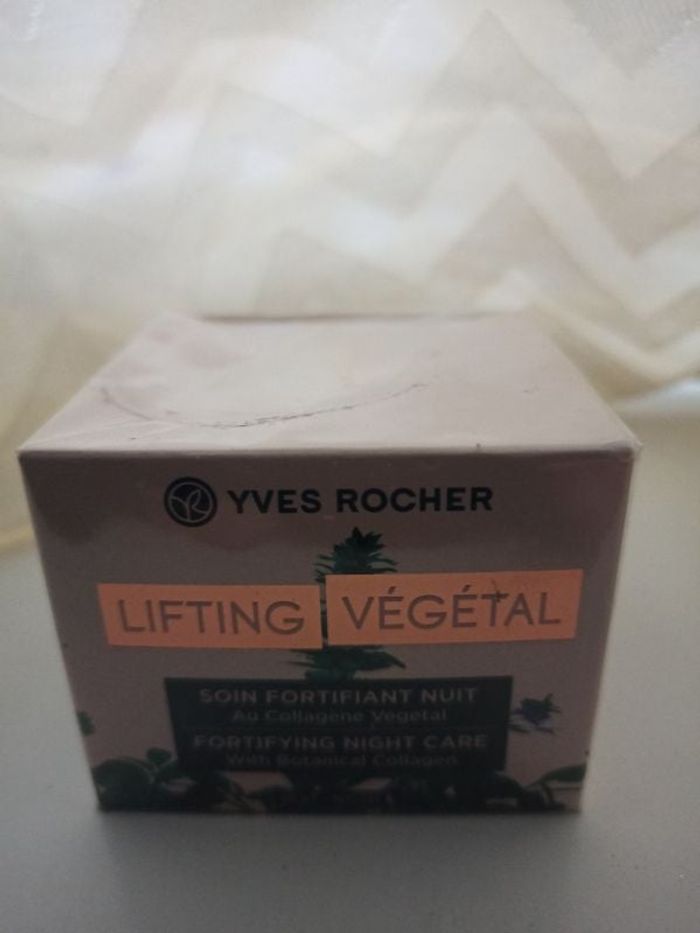 YVES ROCHER
LIFTING VÉGÉTAL
SOIN FORTIFIANT NUIT
Au Collagène Végétal
FORTIFYING NIGHT CARE
With Botanical Collagen